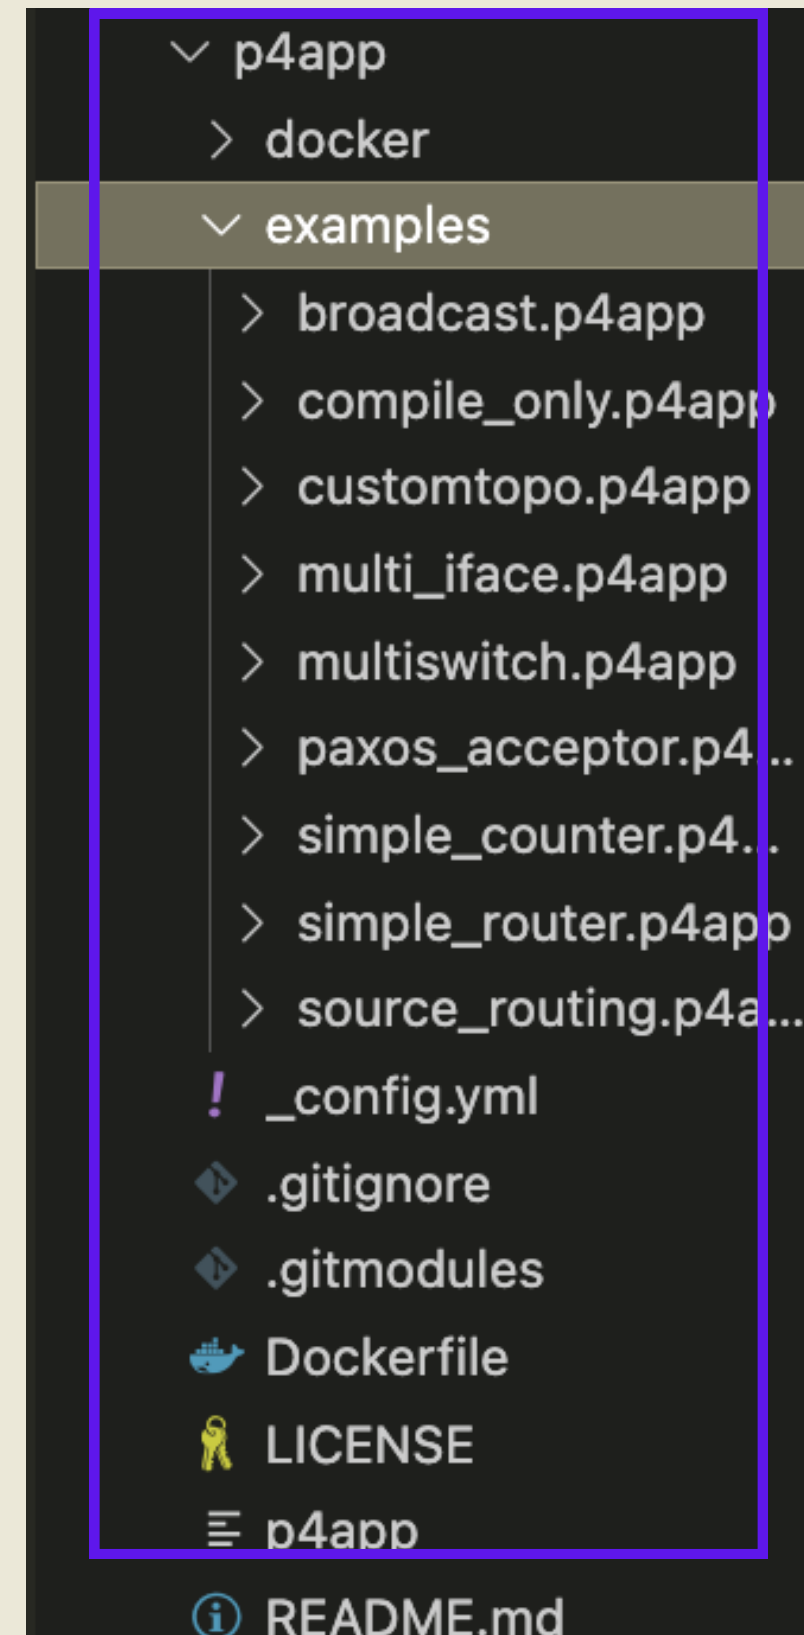 p4app
docker
examples
broadcast.p4app
compile_only.p4app
customtopo.p4app
multi_iface.p4app
multiswitch.p4app
paxos_acceptor.p4...
simple_counter.p4...
simple_router.p4app
source_routing.p4a...
_config.yml
.gitignore
.gitmodules
Dockerfile
LICENSE
p4app
README.md